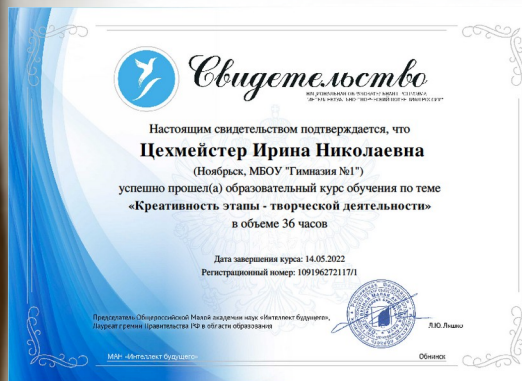 Свидетельство
Настоящим свидетельством подтверждается, что
Цехмейстер Ирина Николаевна
(Ноябрьск, МБОУ "Гимназия №1")
успешно прошел(а) образовательный курс обучения по теме
«Креативность этапы - творческой деятельности»
в объеме 36 часов
Дата завершения курса: 14.05.2022
Регистрационный номер: 109196272117/1
Председатель Общероссийской Малой академии наук «Интеллект будущего»,
Лауреат премии Правительства РФ в области образования
Л.Ю. Ляшко
МАН «Интеллект будущего»
Обнинск